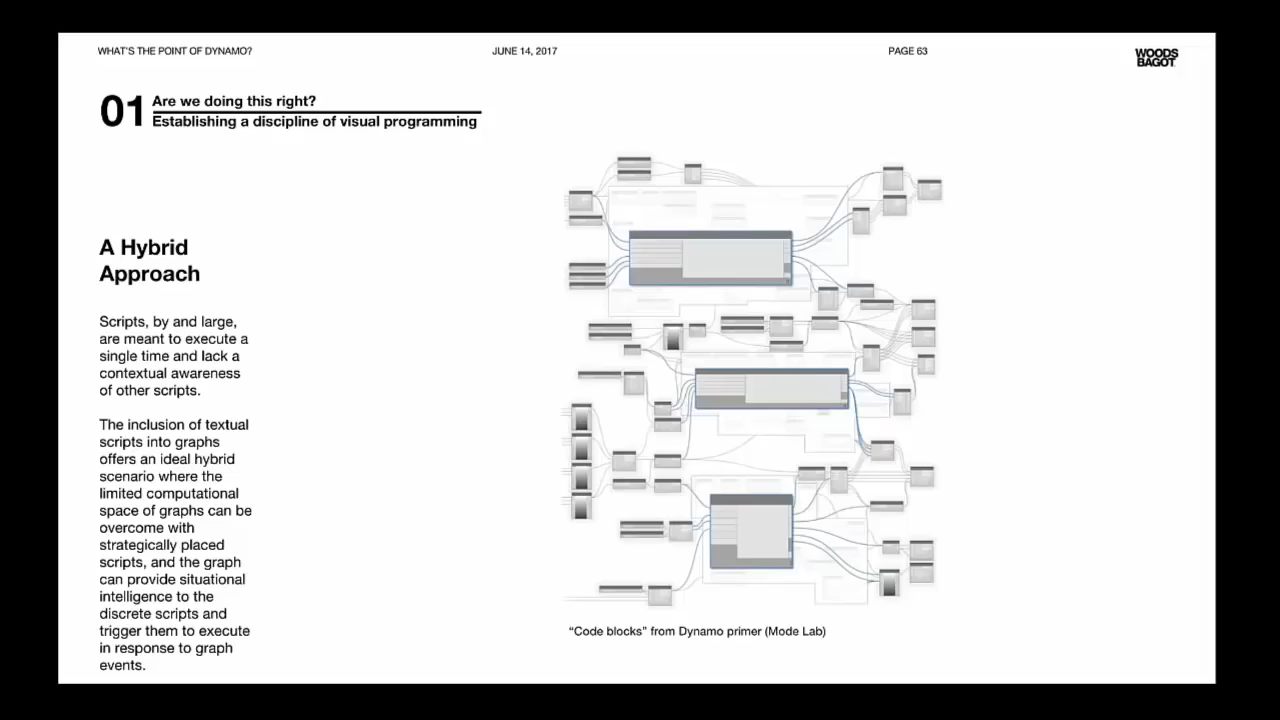 WHAT'S THE POINT OF DYNAMO?
JUNE 14, 2017
PAGE 63
WOODS
BAGOT
01
Are we doing this right?
Establishing a discipline of visual programming
A Hybrid
Approach
Scripts, by and large,
are meant to execute a
single time and lack a
contextual awareness
of other scripts.
The inclusion of textual
scripts into graphs
offers an ideal hybrid
scenario where the
limited computational
space of graphs can be
overcome with
strategically placed
scripts, and the graph
can provide situational
intelligence to the
discrete scripts and
trigger them to execute
in response to graph
events.
“Code blocks” from Dynamo primer (Mode Lab)